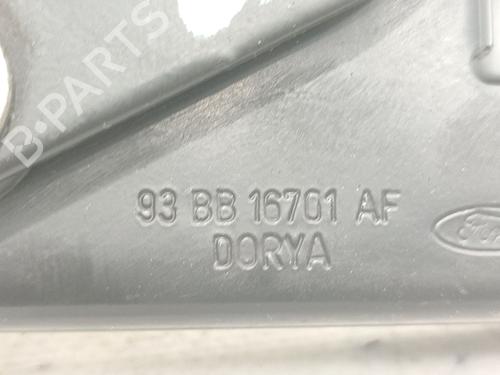 B-PARTS
93 BB 16701 AF
DORYA
Ford